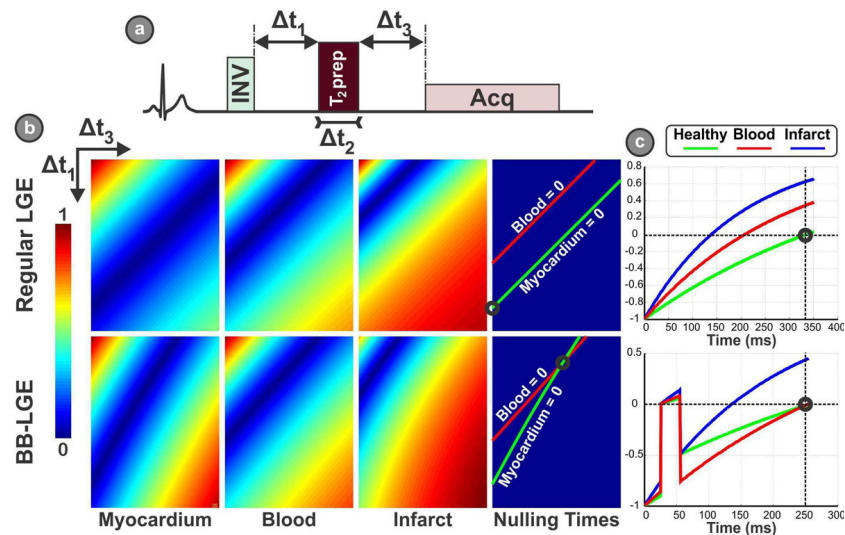 a
Δt1
Δt3
INV
T2 prep
Acq
Δt2
b
Δt3
Δt1
c
Healthy Blood Infarct
Regular LGE
1
0
Blood = 0
Myocardium = 0
0.8
0.6
0.4
0.2
0
-0.2
-0.4
-0.6
-0.8
-1
0 50 100 150 200 250 300 350 400
Time (ms)
BB-LGE
Blood = 0
Myocardium = 0
0.5
0
-0.5
-1
0 50 100 150 200 250 300
Time (ms)
Myocardium Blood Infarct Nulling Times